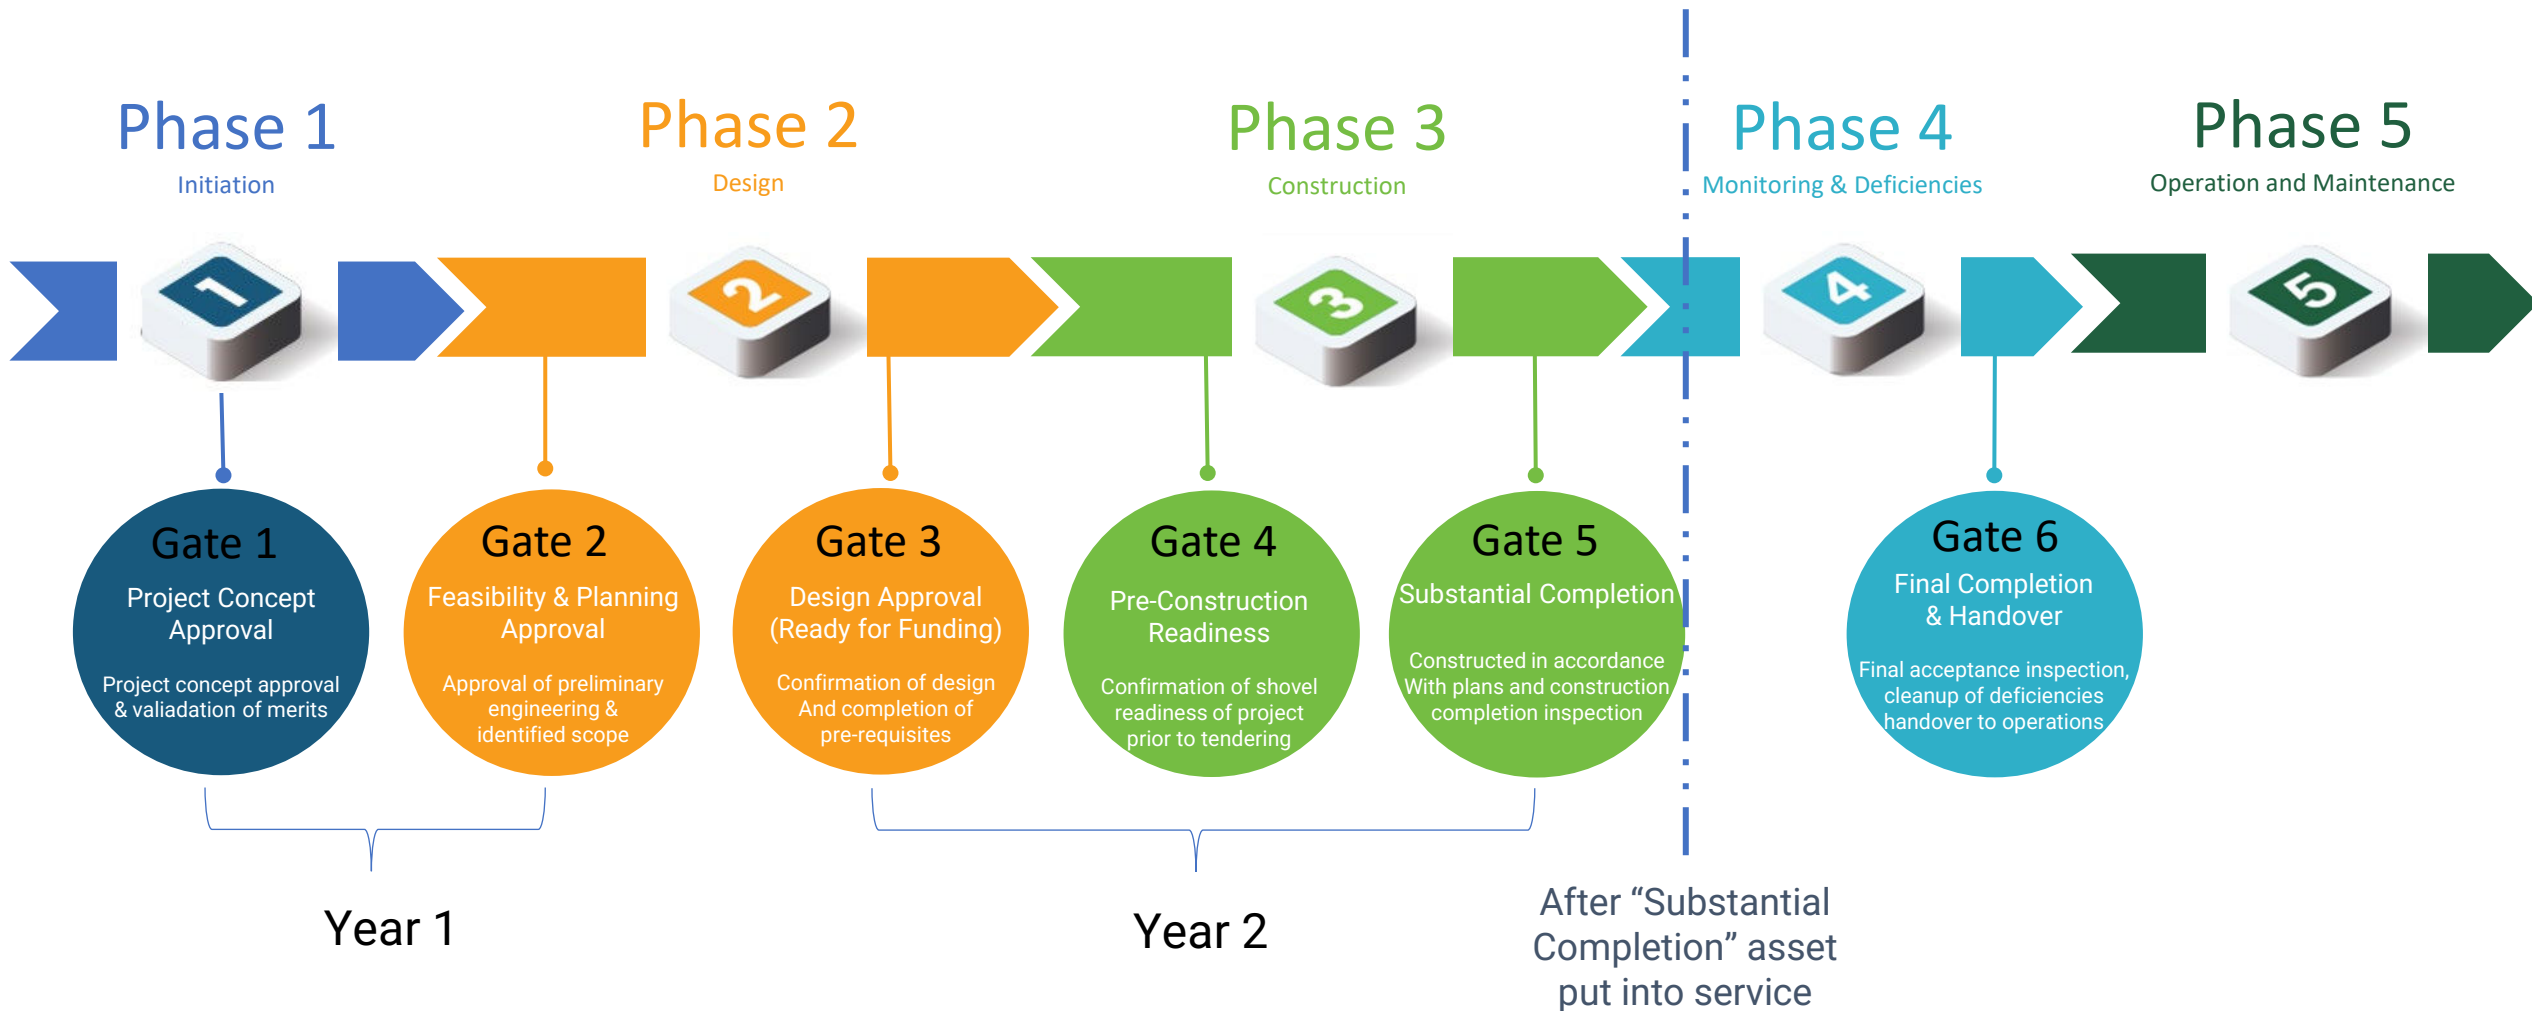 Phase 1
Initiation
Phase 2
Design
Phase 3
Construction
Phase 4
Monitoring & Deficiencies
Phase 5
Operation and Maintenance
1
2
3
4
5
Gate 1
Project Concept
Approval
Project concept approval
& valiadation of merits
Gate 2
Feasibility & Planning
Approval
Approval of preliminary
engineering &
identified scope
Gate 3
Design Approval
(Ready for Funding)
Confirmation of design
And completion of
pre-requisites
Gate 4
Pre-Construction
Readiness
Confirmation of shovel
readiness of project
prior to tendering
Gate 5
Substantial Completion
Constructed in accordance
With plans and construction
completion inspection
Gate 6
Final Completion
& Handover
Final acceptance inspection,
cleanup of deficiencies
handover to operations
Year 1
Year 2
After “Substantial
Completion” asset
put into service